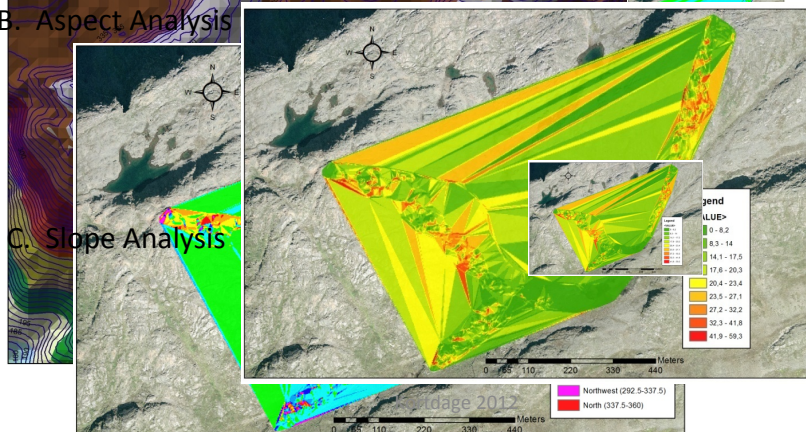 B. Aspect Analysis
N
W E
S
N
W
S
C. Slope Analysis
gend
ALUE>
0 - 8,2
8,3 - 14
14,1 - 17,5
17,6 - 20,3
20,4 - 23,4
23,5 - 27,1
27,2 - 32,2
32,3 - 41,8
41,9 - 59,3
Meters
0 55 110 220 330 440
Northwest (292.5-337.5)
North (337.5-360)
dage 2012
Meters
0 55 110 220 330 440